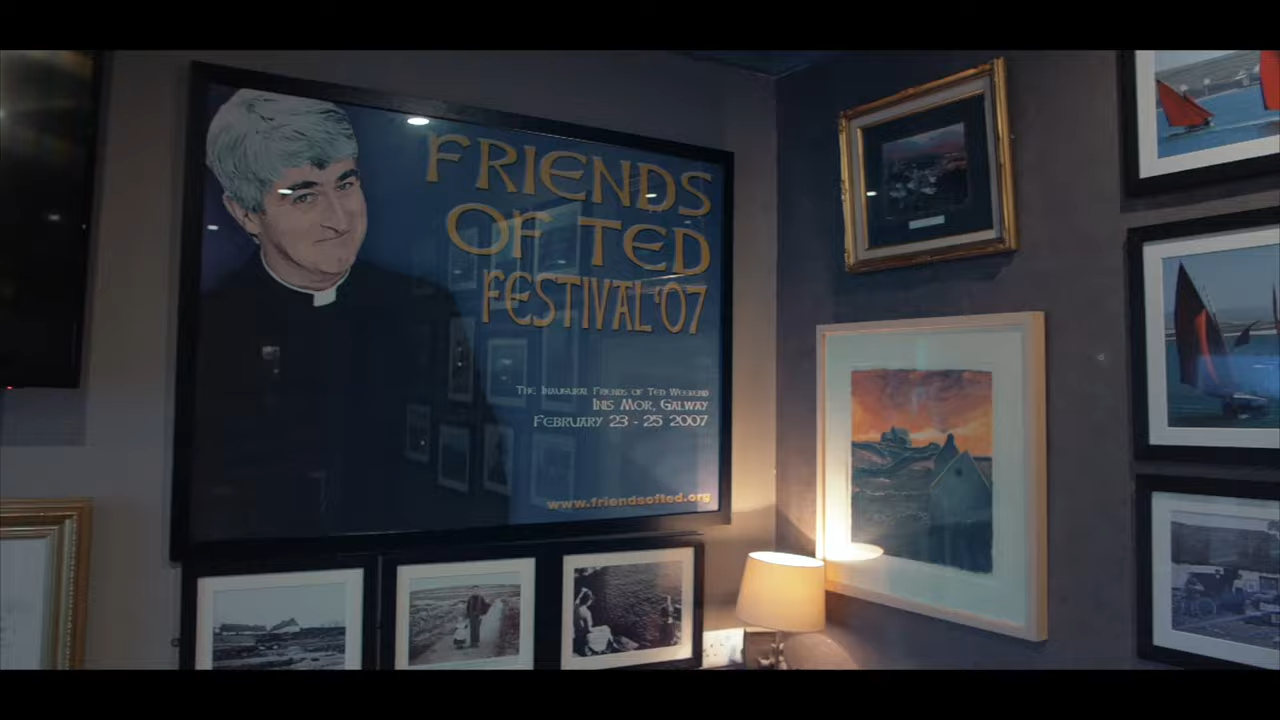 FRIENDS
OF TED
FESTIVAL '07
The Inaugural Friends of Ted Weekend
Inis Mor, Galway
February 23 - 25 2007
www.friendsofted.org